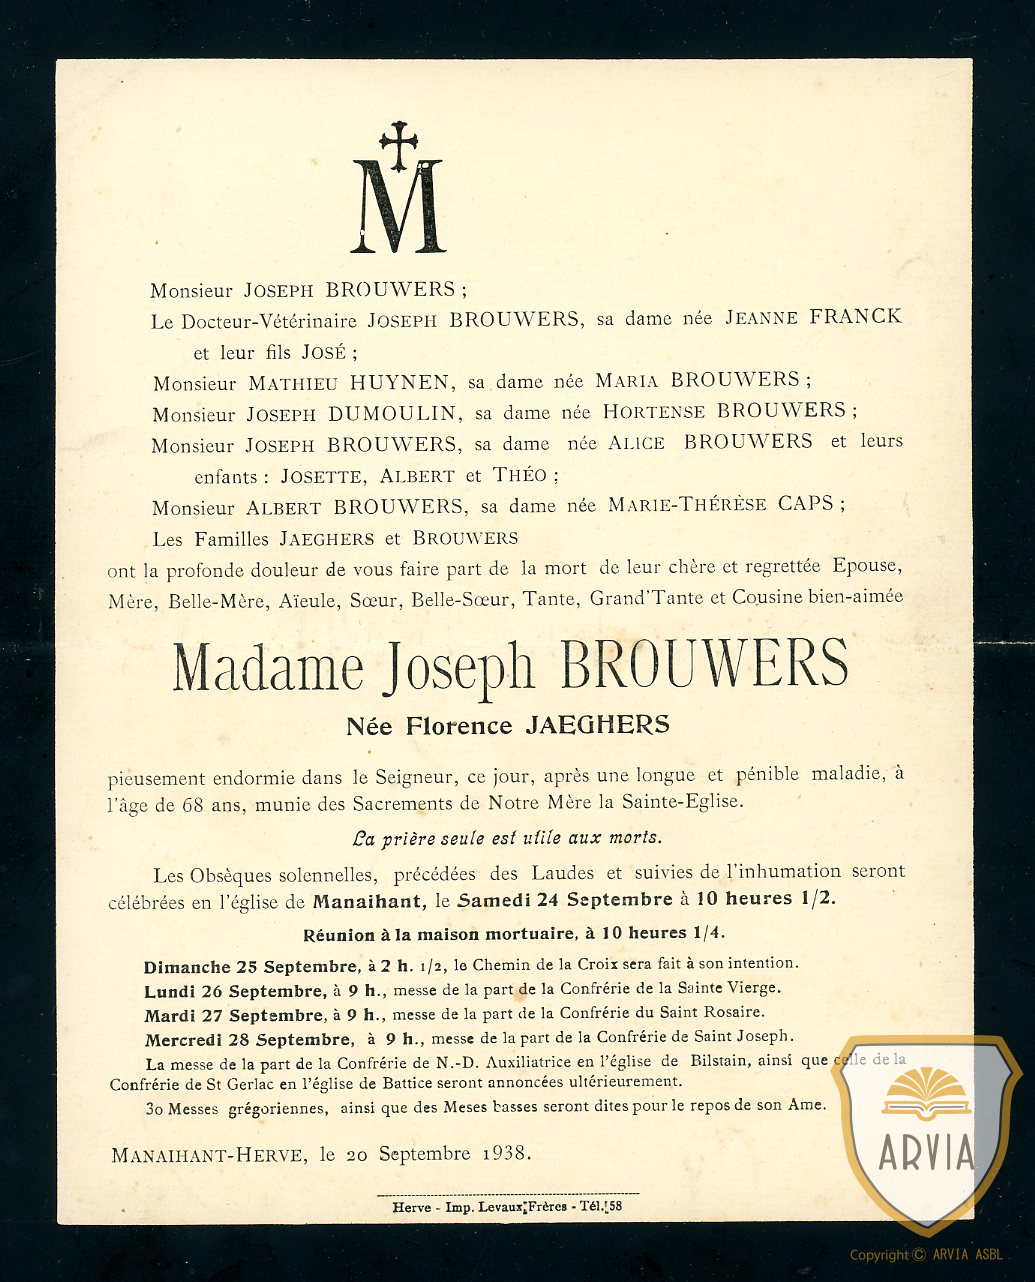 M
Monsieur JOSEPH BROUWERS ;
Le Docteur-Vétérinaire JOSEPH BROUWERS, sa dame née JEANNE FRANCK
et leur fils JOSÉ ;
Monsieur MATHIEU HUYNEN, sa dame née MARIA BROUWERS ;
Monsieur JOSEPH DUMOULIN, sa dame née HORTENSE BROUWERS ;
Monsieur JOSEPH BROUWERS, sa dame née ALICE BROUWERS et leurs
enfants : JOSETTE, ALBERT et THÉO ;
Monsieur ALBERT BROUWERS, sa dame née MARIE-THÉRÈSE CAPS ;
Les Familles JAEGHERS et BROUWERS
ont la profonde douleur de vous faire part de la mort de leur chère et regrettée Epouse,
Mère, Belle-Mère, Aïeule, Sœur, Belle-Sœur, Tante, Grand'Tante et Cousine bien-aimée
Madame Joseph BROUWERS
Née Florence JAEGHERS
pieusement endormie dans le Seigneur, ce jour, après une longue et pénible maladie, à
l'âge de 68 ans, munie des Sacrements de Notre Mère la Sainte-Eglise.
La prière seule est utile aux morts.
Les Obsèques solennelles, précédées des Laudes et suivies de l'inhumation seront
célébrées en l'église de Manaihant, le Samedi 24 Septembre à 10 heures 1/2.
Réunion à la maison mortuaire, à 10 heures 1/4.
Dimanche 25 Septembre, à 2 h. 1/2, le Chemin de la Croix sera fait à son intention.
Lundi 26 Septembre, à 9 h., messe de la part de la Confrérie de la Sainte Vierge.
Mardi 27 Septembre, à 9 h., messe de la part de la Confrérie du Saint Rosaire.
Mercredi 28 Septembre, à 9 h., messe de la part de la Confrérie de Saint Joseph.
La messe de la part de la Confrérie de N.-D. Auxiliatrice en l'église de Bilstain, ainsi que celle de la
Confrérie de St Gerlac en l'église de Battice seront annoncées ultérieurement.
30 Messes grégoriennes, ainsi que des Meses basses seront dites pour le repos de son Ame.
MANAIHANT-HERVE, le 20 Septembre 1938.
Herve - Imp. Levaux Frères - Tél. 58
ARVIA
Copyright © ARVIA ASBL